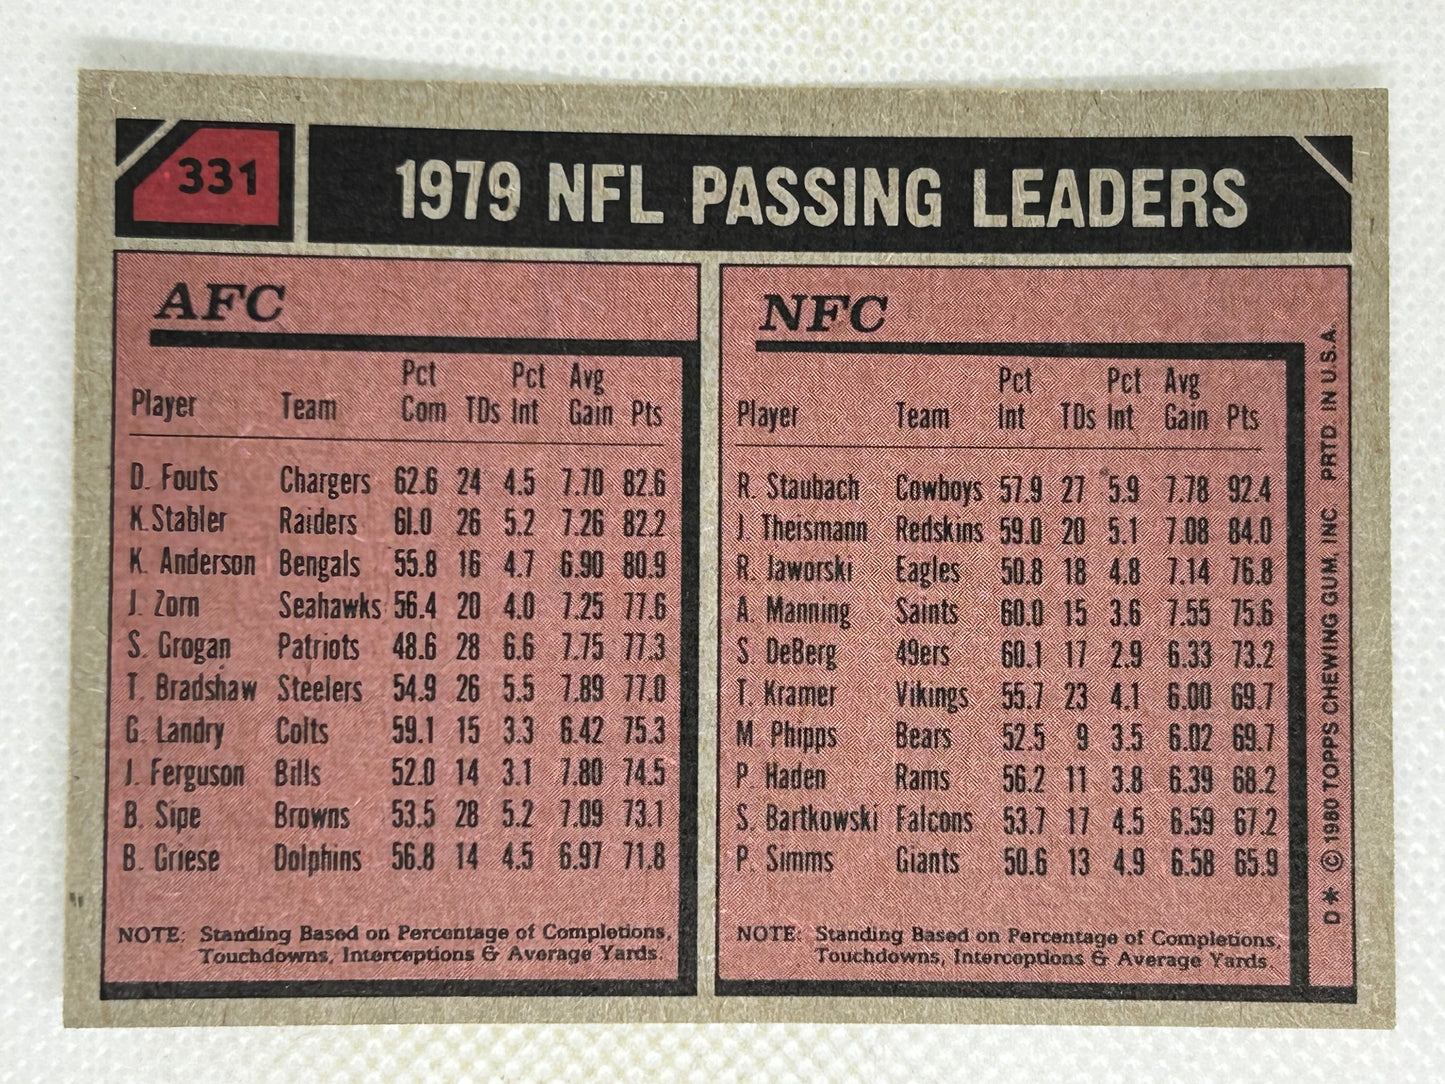 331
1979 NFL PASSING LEADERS
AFC
Player Team Pct Com TDs Pct Int Avg Gain Pts
D. Fouts Chargers 62.6 24 4.5 7.70 82.6
K. Stabler Raiders 61.0 26 5.2 7.26 82.2
K. Anderson Bengals 55.8 16 4.7 6.90 80.9
J. Zorn Seahawks 56.4 20 4.0 7.25 77.6
S. Grogan Patriots 48.6 28 6.6 7.75 77.3
T. Bradshaw Steelers 54.9 26 5.5 7.89 77.0
G. Landry Colts 59.1 15 3.3 6.42 75.3
J. Ferguson Bills 52.0 14 3.1 7.80 74.5
B. Sipe Browns 53.5 28 5.2 7.09 73.1
B. Griese Dolphins 56.8 14 4.5 6.97 71.8
NOTE: Standing Based on Percentage of Completions,
Touchdowns, Interceptions & Average Yards.
NFC
Player Team Pct Int TDs Pct Int Avg Gain Pts
R. Staubach Cowboys 57.9 27 5.9 7.78 92.4
J. Theismann Redskins 59.0 20 5.1 7.08 84.0
R. Jaworski Eagles 50.8 18 4.8 7.14 76.8
A. Manning Saints 60.0 15 3.6 7.55 75.6
S. DeBerg 49ers 60.1 17 2.9 6.33 73.2
T. Kramer Vikings 55.7 23 4.1 6.00 69.7
M. Phipps Bears 52.5 9 3.5 6.02 69.7
P. Haden Rams 56.2 11 3.8 6.39 68.2
S. Bartkowski Falcons 53.7 17 4.5 6.59 67.2
P. Simms Giants 50.6 13 4.9 6.58 65.9
NOTE: Standing Based on Percentage of Completions,
Touchdowns, Interceptions & Average Yards.
D* © 1980 TOPPS CHEWING GUM, INC PRTD. IN U.S.A.